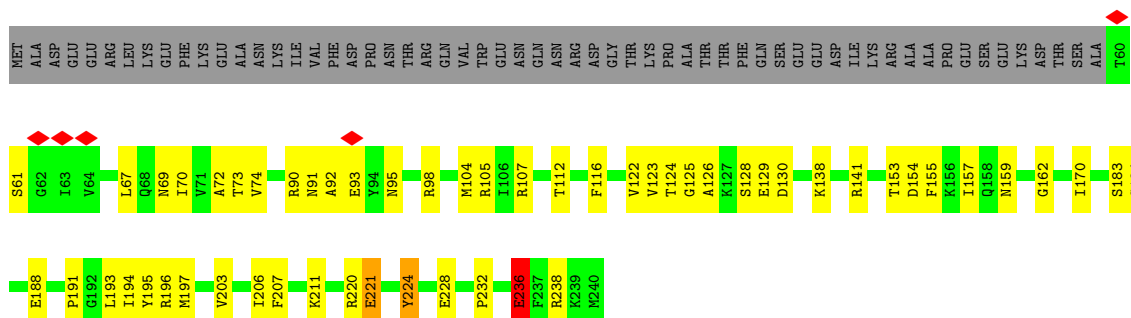 MET ALA ASP GLU GLU ARG LEU LYS GLU PHE LYS GLU ALA ASN LYS ILE VAL PHE ASP PRO ASN THR ARG GLN VAL TRP GLU ASN GLN ASN ARG ASP GLY THR LYS PRO ALA THR THR PHE GLN SER GLU GLU ASP ILE LYS ARG ALA ALA PRO GLU SER GLU LYS ASP THR SER ALA T60
S61 G62 I63 V64 L67 Q68 N69 I70 V71 A72 T73 V74 R90 N91 A92 E93 Y94 N95 R98 M104 R105 I106 R107 T112 F116 V122 V123 T124 G125 A126 K127 S128 E129 D130 K138 R141 T153 D154 F155 K156 I157 Q158 N159 G162 I170 S183
E188 P191 G192 L193 I194 Y195 R196 M197 V203 I206 F207 K211 R220 E221 Y224 E228 P232 E236 F237 R238 K239 M240